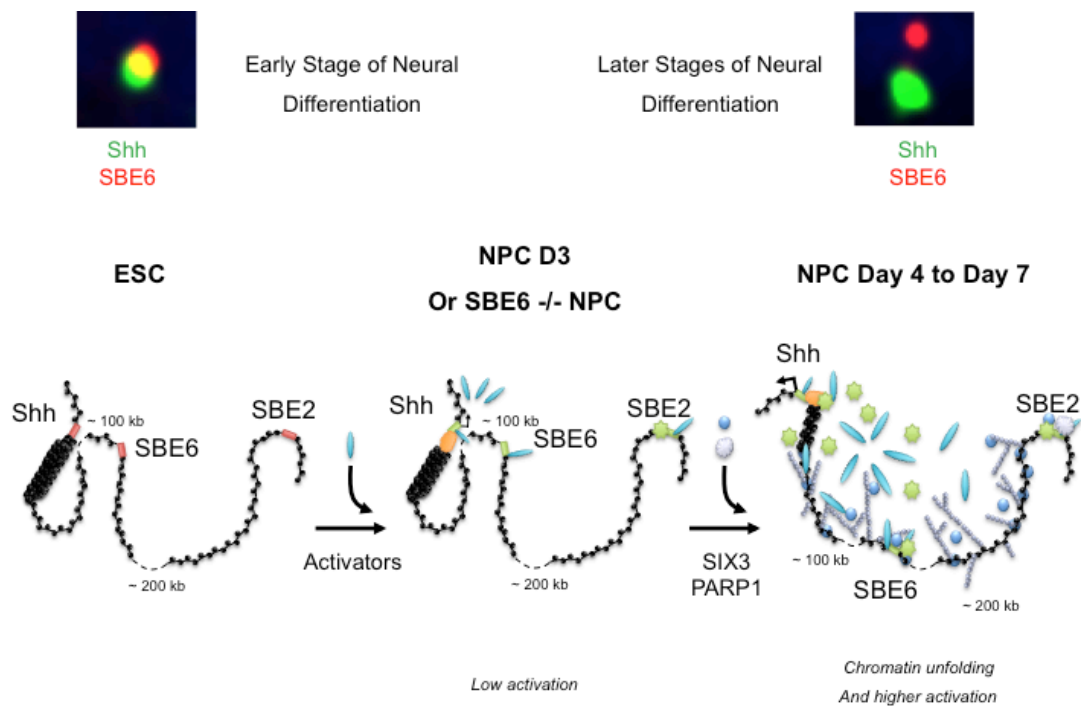 Early Stage of Neural
Differentiation
Later Stages of Neural
Differentiation
Shh
SBE6
Shh
SBE6
ESC
NPC D3
Or SBE6 -/- NPC
NPC Day 4 to Day 7
Shh
~ 100 kb
SBE6
SBE2
~ 200 kb
Activators
Shh
~ 100 kb
SBE6
SBE2
~ 200 kb
SIX3
PARP1
Shh
SBE2
~ 100 kb
SBE6
~ 200 kb
Low activation
Chromatin unfolding
And higher activation